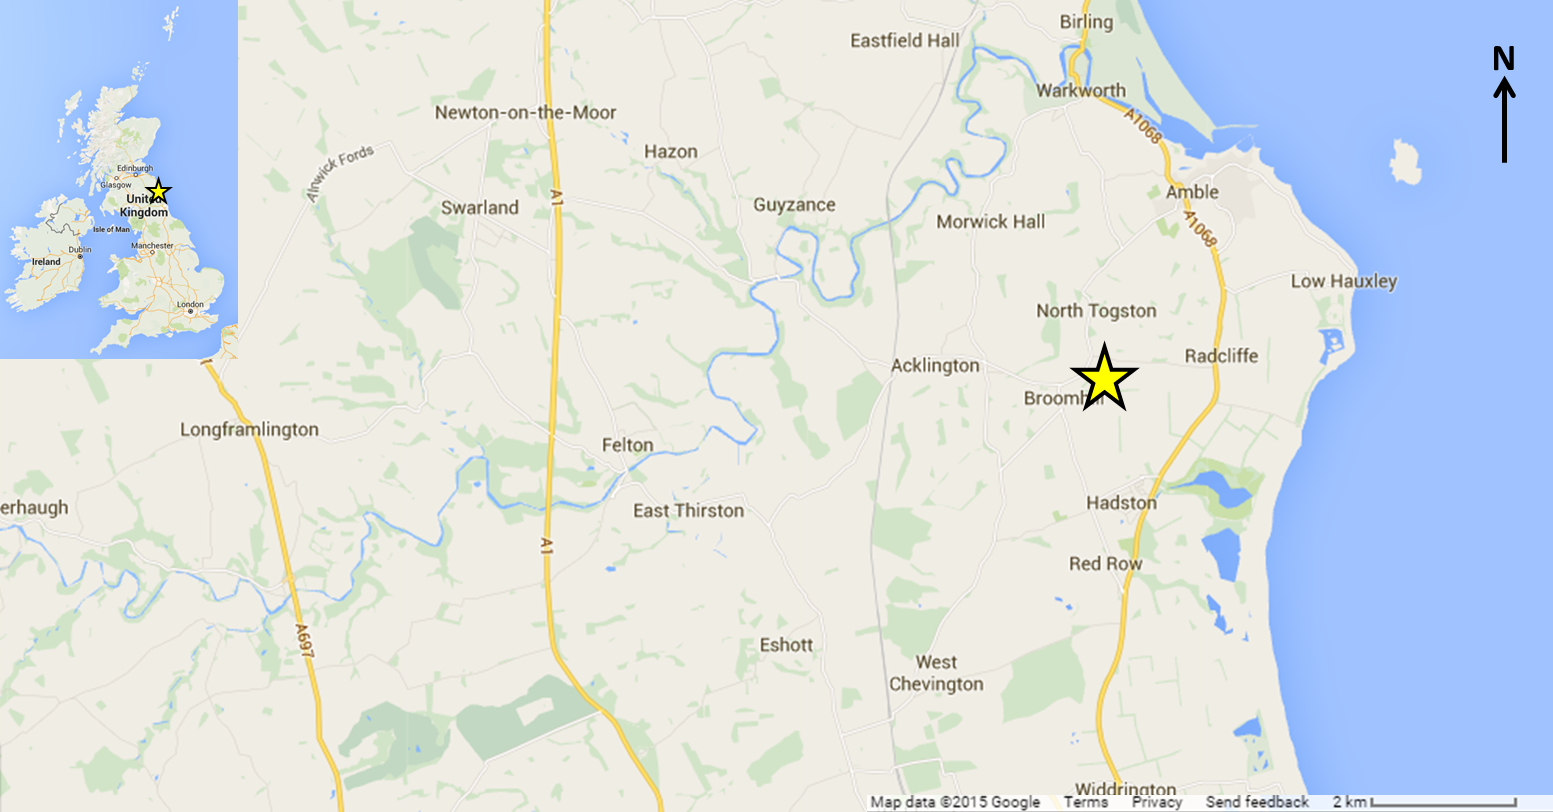 Birling
Eastfield Hall
N
Warkworth
Newton-on-the-Moor
A1068
Alnwick Fords
Hazon
Edinburgh
Glasgow
United
Kingdom
Isle of Man
Dublin
Manchester
Ireland
London
A1
Swarland
Guyzance
Amble
Morwick Hall
A1068
Low Hauxley
North Togston
Radcliffe
Acklington
Longframlington
Felton
erhaugh
East Thirston
Hadston
A1
Red Row
A697
Eshott
West
Chevington
Widdrington
Map data ©2015 Google Terms Privacy Send feedback 2 km